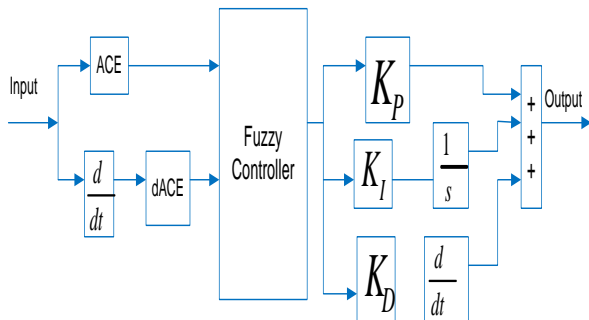 Input
ACE
d
dt
dACE
Fuzzy
Controller
K_P
K_I
1
s
K_D
d
dt
+
+
+
Output